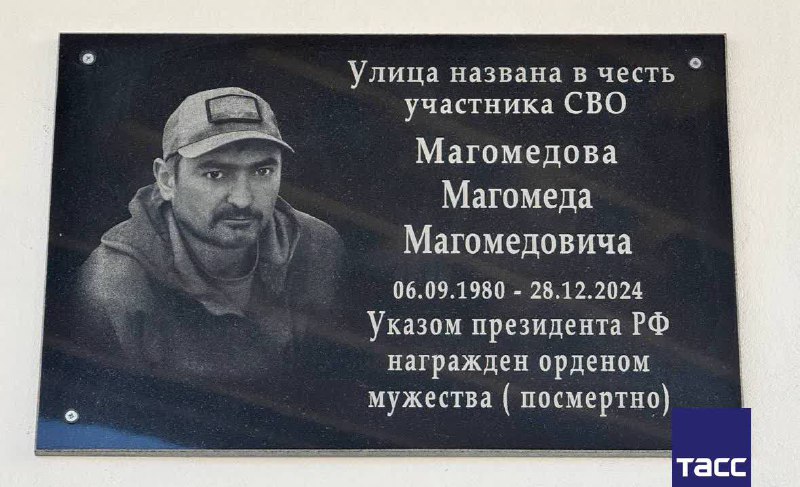 Улица названа в честь
участника СВО
Магомедова
Магомеда
Магомедовича
06.09.1980 - 28.12.2024
Указом президента РФ
награжден орденом
мужества ( посмертно)
ТАСС